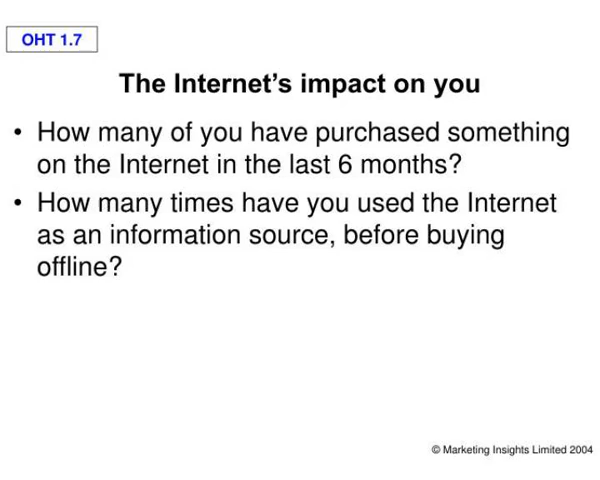 OHT 1.7
The Internet’s impact on you
• How many of you have purchased something
on the Internet in the last 6 months?
• How many times have you used the Internet
as an information source, before buying
offline?
© Marketing Insights Limited 2004